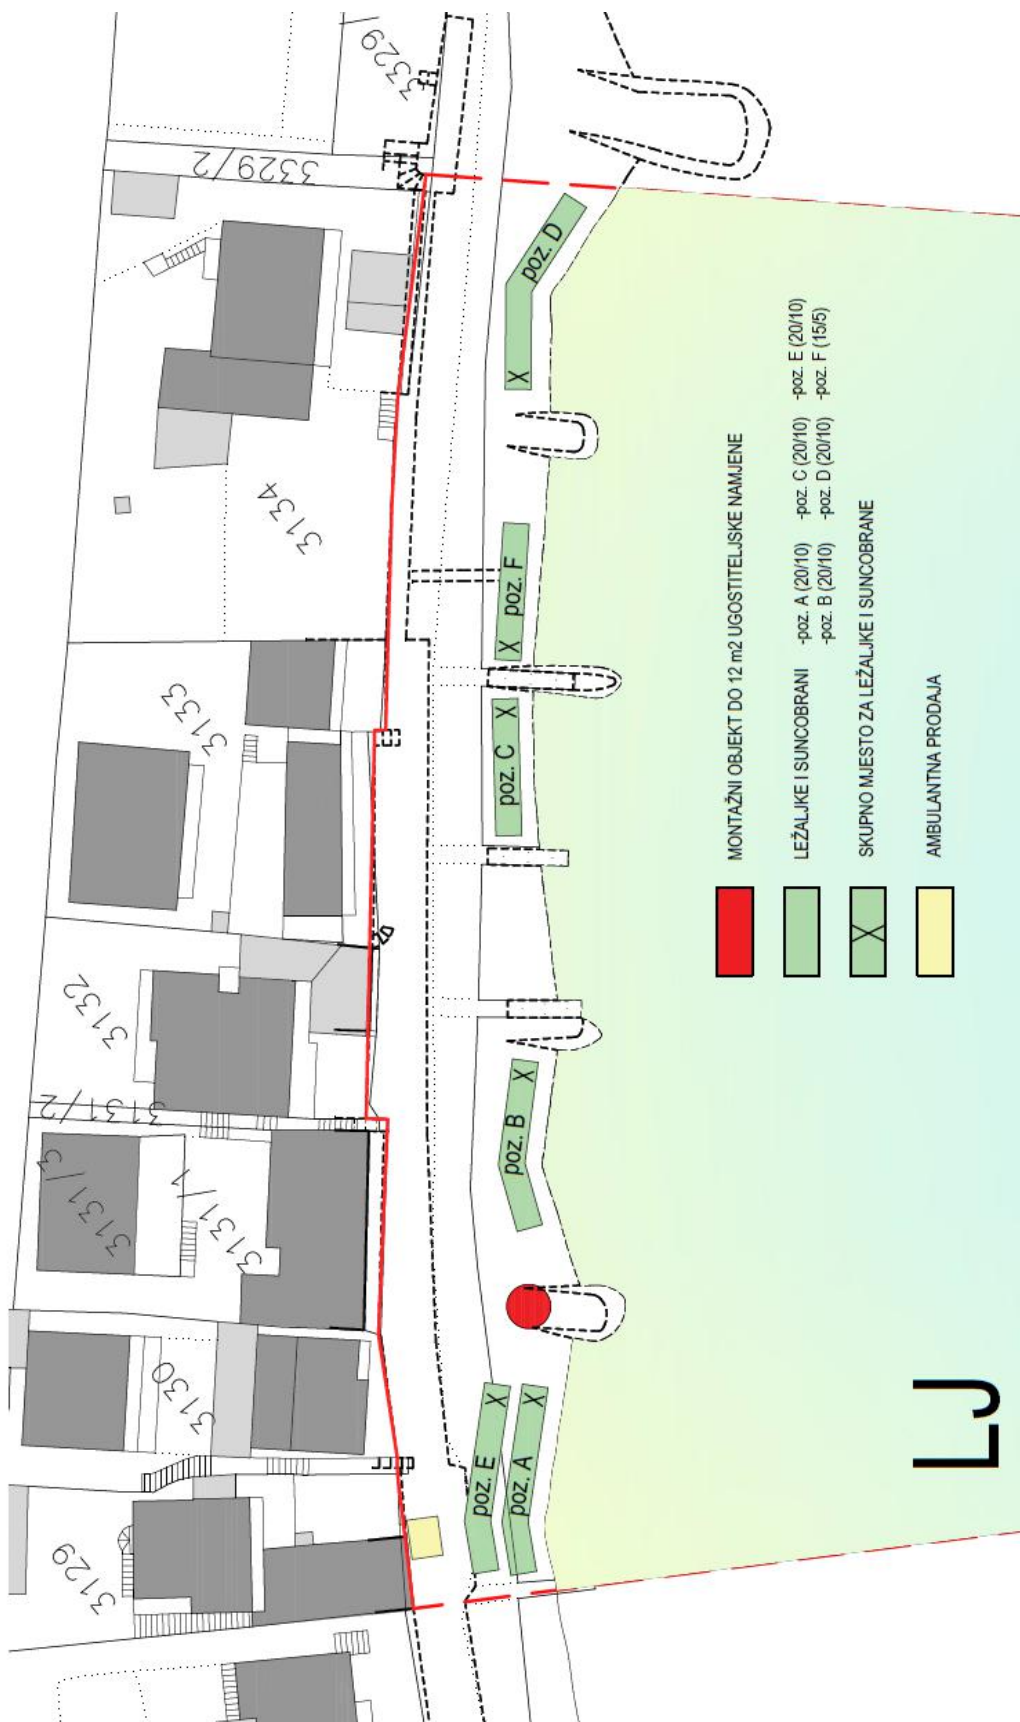 3329/
3329/2
3134
3133
3132
3131/2
3131/3
3131/1
3130
3129
poz. D
X
poz. F
X
poz. C
X
poz. B
X
poz. E
X
poz. A
X
MONTAŽNI OBJEKT DO 12 m2 UGOSTITELJSKE NAMJENE
LEŽALJKE I SUNCOBRANI -poz. A (20/10) -poz. C (20/10) -poz. E (20/10)
-poz. B (20/10) -poz. D (20/10) -poz. F (15/5)
X
SKUPNO MJESTO ZA LEŽALJKE I SUNCOBRANE
AMBULANTNA PRODAJA
LJ